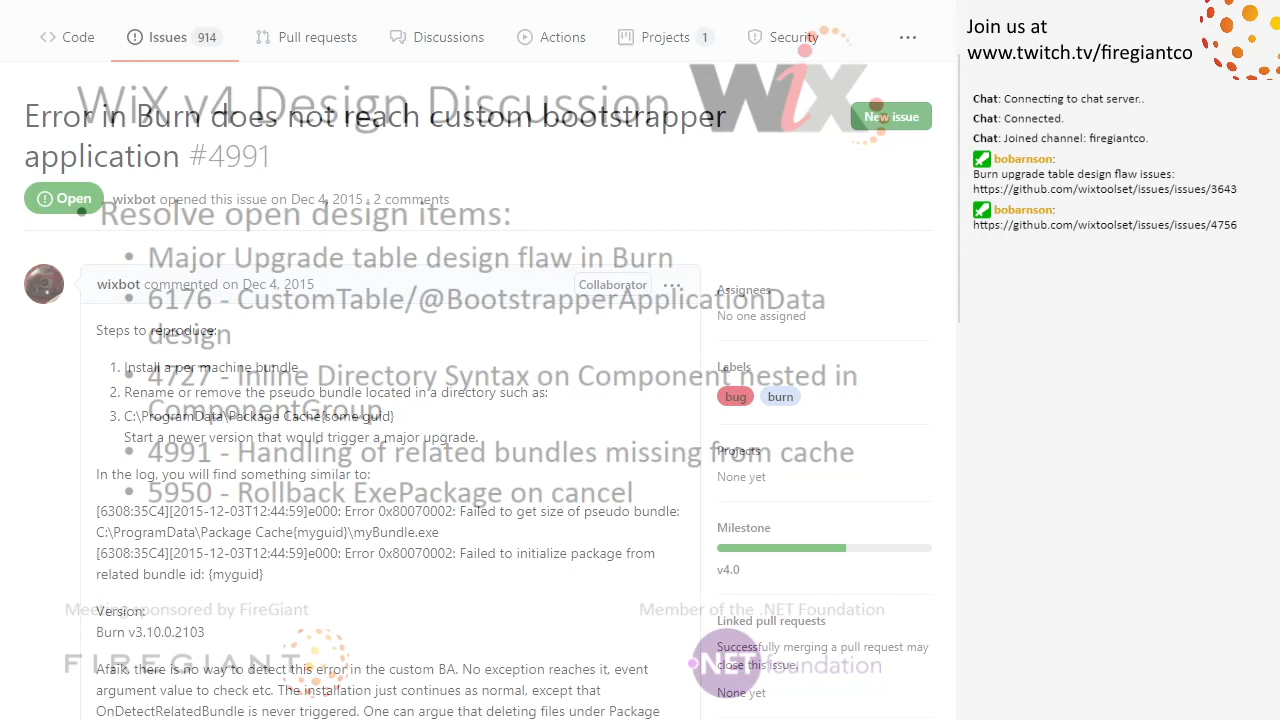 Code
Issues 914
Pull requests
Discussions
Actions
Projects 1
Security
...
WiX v4 Design Discussion
WiX
Error in Burn does not reach custom bootstrapper
application #4991
New issue
Open
wixbot opened this issue on Dec 4, 2015 · 2 comments
• Resolve open design items:
• Major Upgrade table design flaw in Burn
• 6176 - CustomTable/@BootstrapperApplicationData
design
• 4727 - Inline Directory Syntax on Component nested in
ComponentGroup
• 4991 - Handling of related bundles missing from cache
• 5950 - Rollback ExePackage on cancel
wixbot commented on Dec 4, 2015
Collaborator
...
Steps to reproduce:
1. Install a per machine bundle
2. Rename or remove the pseudo bundle located in a directory such as:
3. C:\ProgramData\Package Cache{some guid}
Start a newer version that would trigger a major upgrade.
In the log, you will find something similar to:
[6308:35C4][2015-12-03T12:44:59]e000: Error 0x80070002: Failed to get size of pseudo bundle:
C:\ProgramData\Package Cache{myguid}\myBundle.exe
[6308:35C4][2015-12-03T12:44:59]e000: Error 0x80070002: Failed to initialize package from
related bundle id: {myguid}
Version:
Burn v3.10.0.2103
Afaik, there is no way to detect this error in the custom BA. No exception reaches it, event
argument value to check etc. The installation just continues as normal, except that
OnDetectRelatedBundle is never triggered. One can argue that deleting files under Package
Meeting sponsored by FireGiant
FIREGIANT
Member of the .NET Foundation
.NET foundation
Assignees
No one assigned
Labels
bug
burn
Projects
None yet
Milestone
v4.0
Linked pull requests
Successfully merging a pull request may
close this issue.
None yet
Join us at
www.twitch.tv/firegiantco
Chat: Connecting to chat server..
Chat: Connected.
Chat: Joined channel: firegiantco.
bobarnson:
Burn upgrade table design flaw issues:
https://github.com/wixtoolset/issues/issues/3643
bobarnson:
https://github.com/wixtoolset/issues/issues/4756